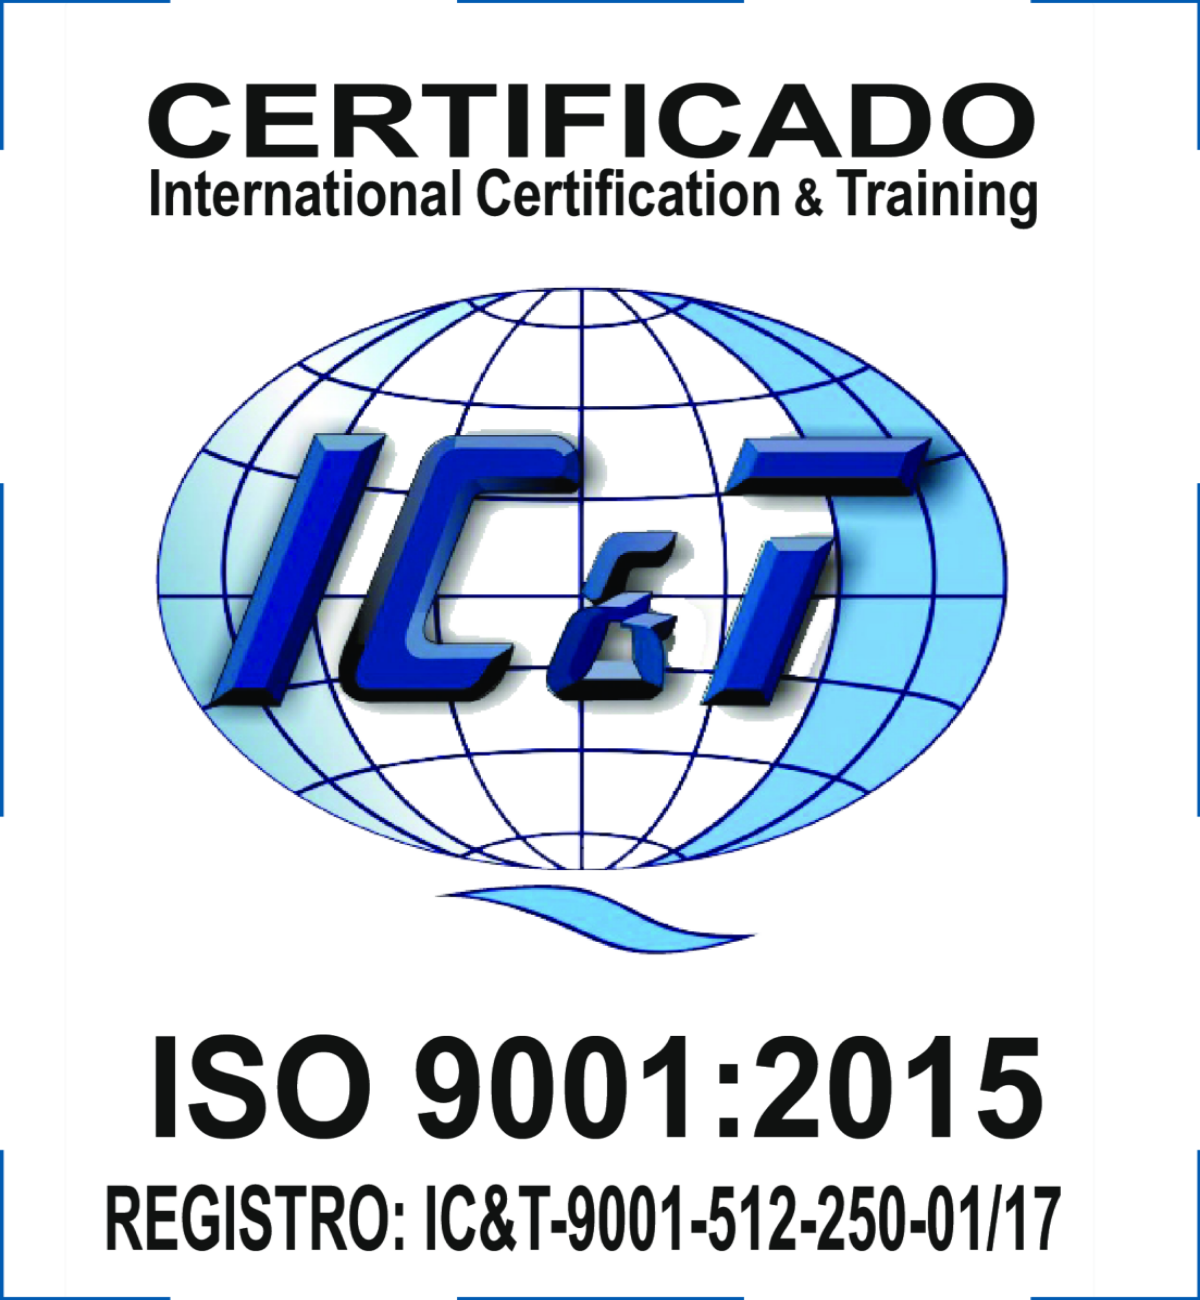 CERTIFICADO
International Certification & Training
IC&T
ISO 9001:2015
REGISTRO: IC&T-9001-512-250-01/17